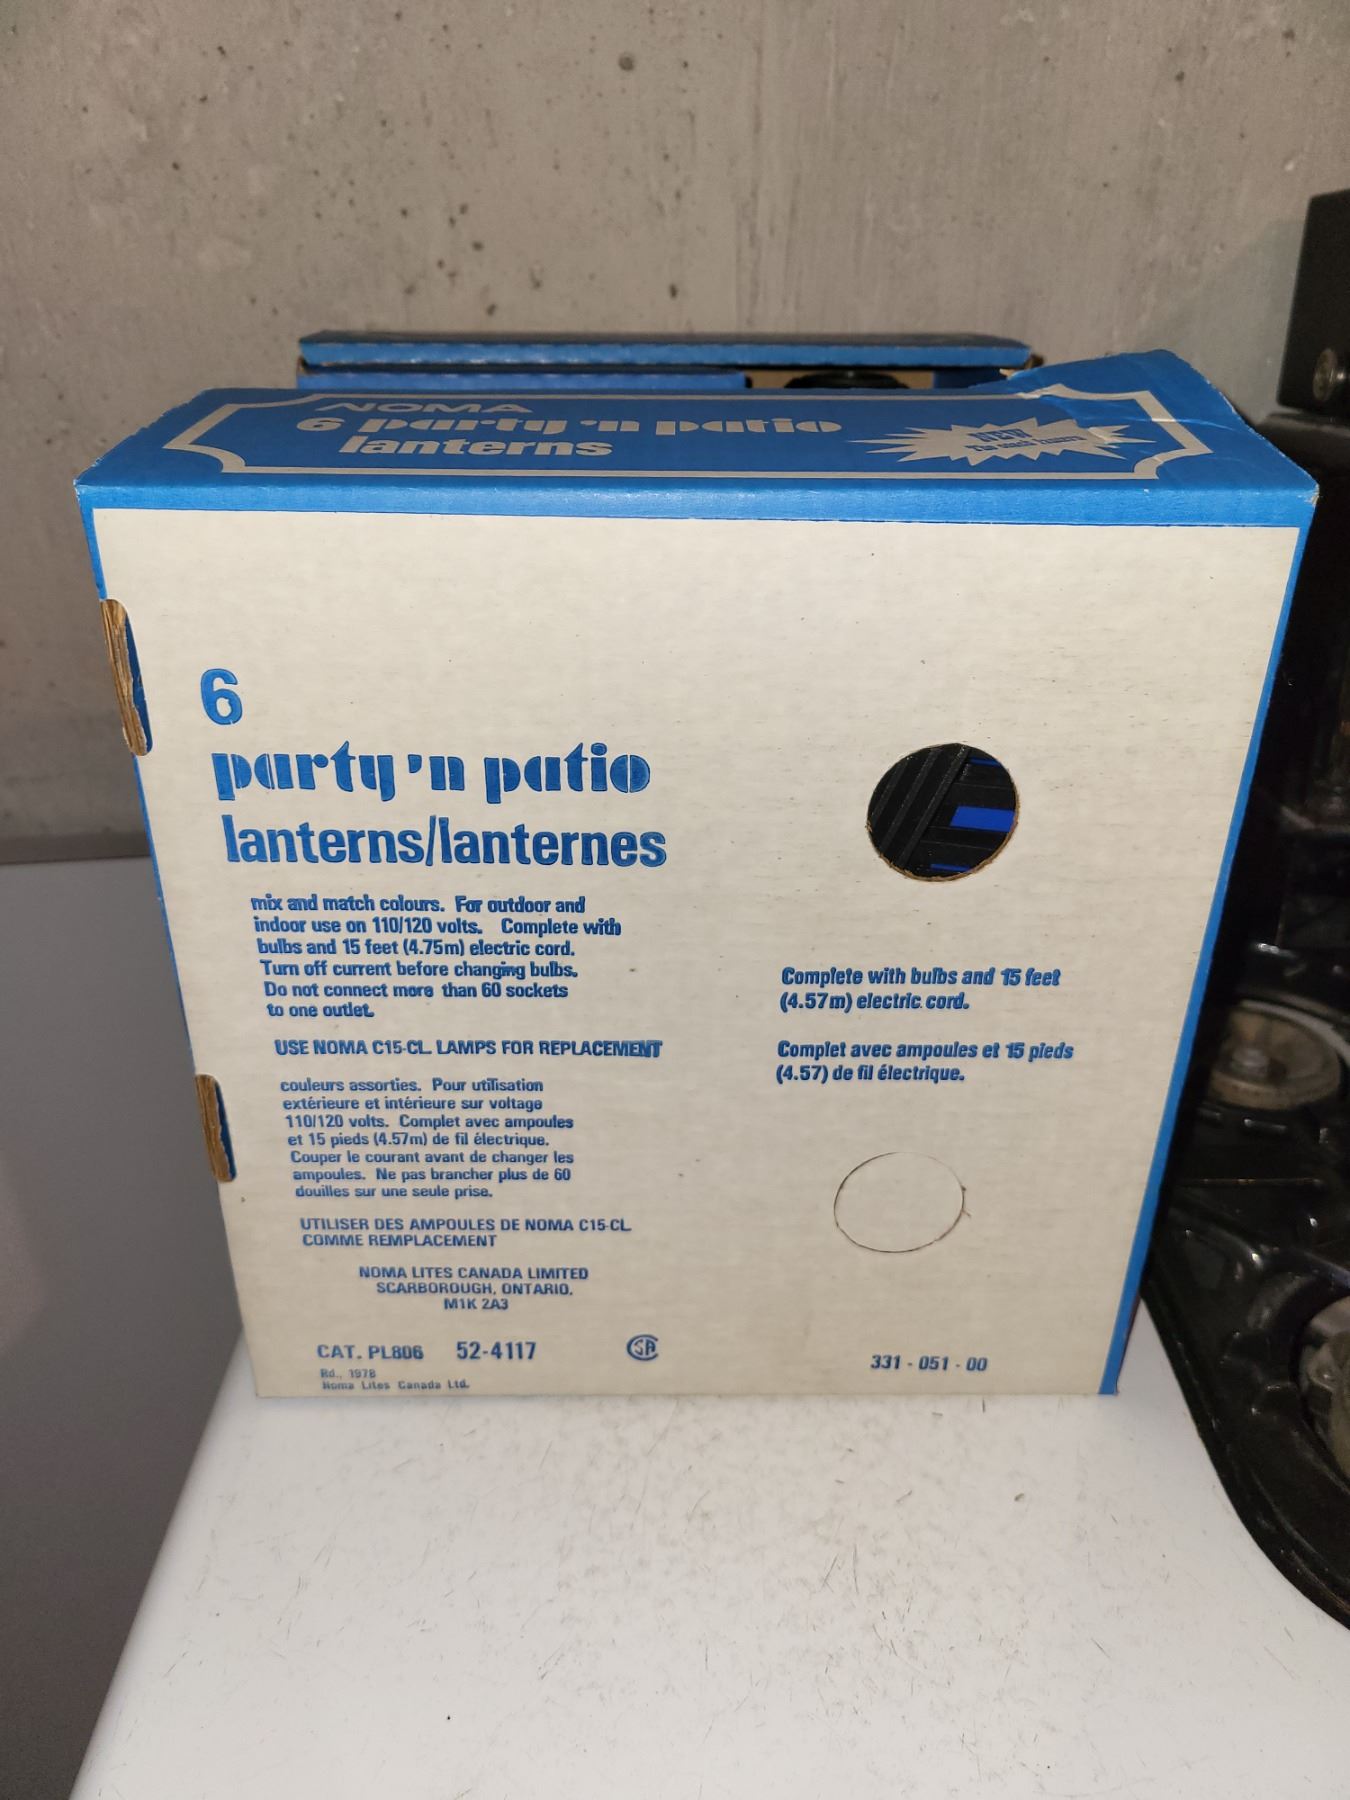 NOMA
6 party 'n patio
lanterns
NEW
6
party 'n patio
lanterns/lanternes
mix and match colours. For outdoor and
indoor use on 110/120 volts. Complete with
bulbs and 15 feet (4.75m) electric cord.
Turn off current before changing bulbs.
Do not connect more than 60 sockets
to one outlet.
USE NOMA C15-CL. LAMPS FOR REPLACEMENT
couleurs assorties. Pour utilisation
extérieure et intérieure sur voltage
110/120 volts. Complet avec ampoules
et 15 pieds (4.57m) de fil électrique.
Couper le courant avant de changer les
ampoules. Ne pas brancher plus de 60
douilles sur une seule prise.
UTILISER DES AMPOULES DE NOMA C15-CL
COMME REMPLACEMENT
NOMA LITES CANADA LIMITED
SCARBOROUGH, ONTARIO.
M1K 2A3
CAT. PL806 52-4117
Rd., 1978
Noma Lites Canada Ltd.
CSA
Complete with bulbs and 15 feet
(4.57m) electric cord.
Complet avec ampoules et 15 pieds
(4.57) de fil électrique.
331 - 051 - 00